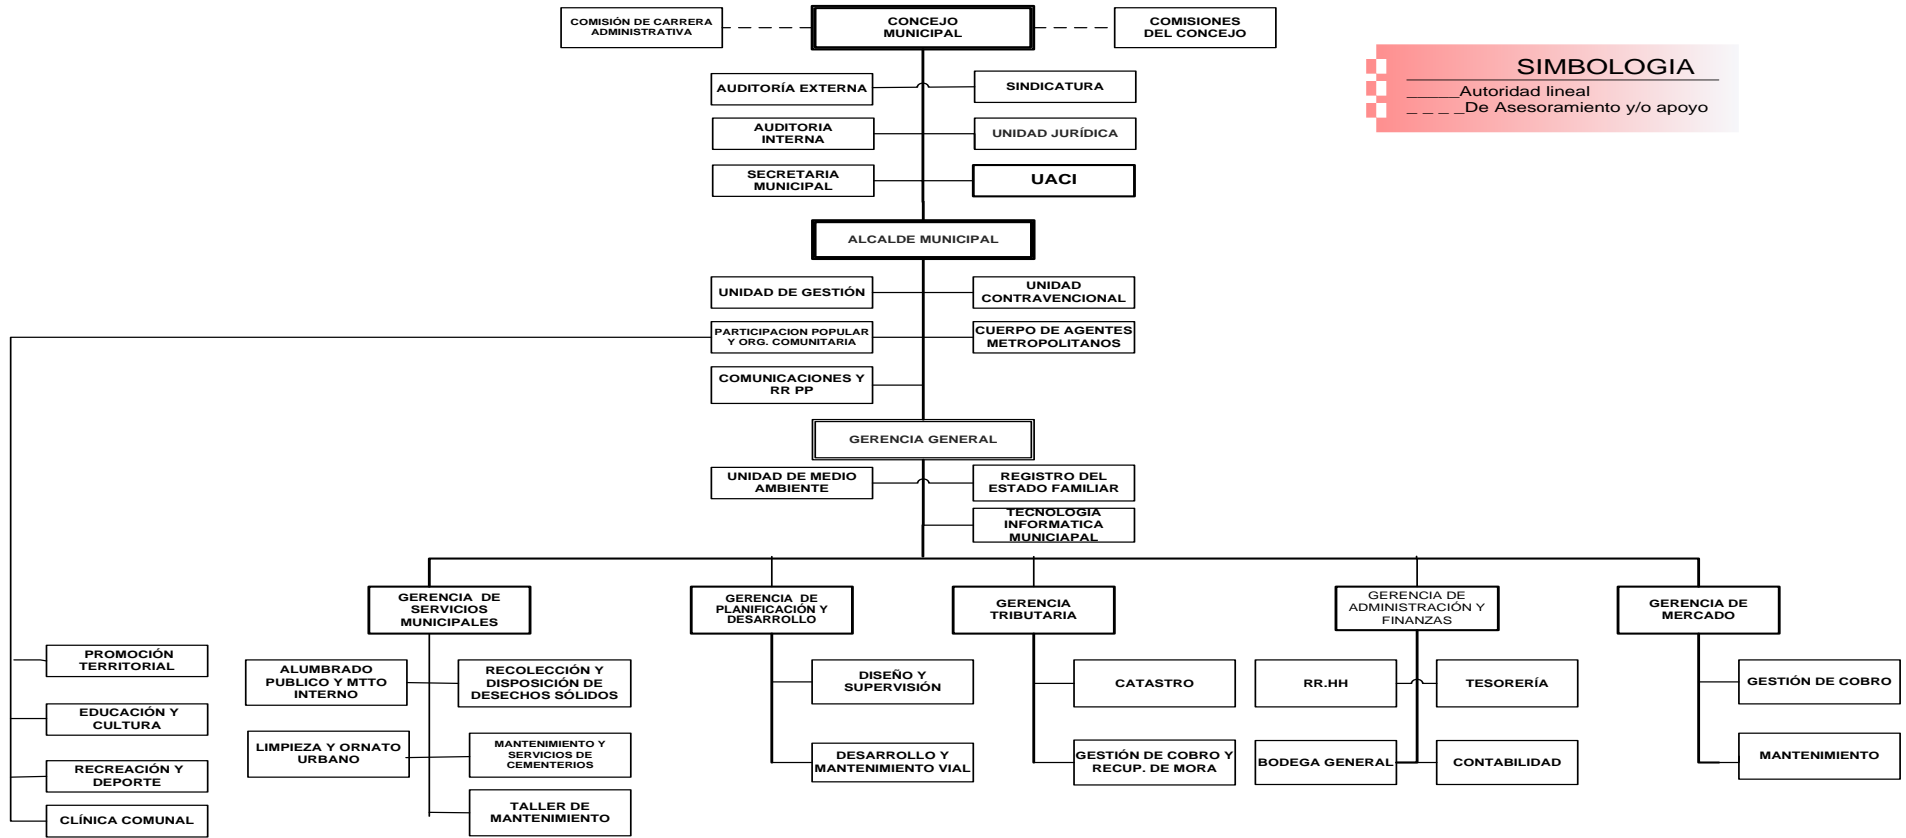 COMISIÓN DE CARRERA
ADMINISTRATIVA
CONCEJO
MUNICIPAL
COMISIONES
DEL CONCEJO
SIMBOLOGIA
_____Autoridad lineal
_ _ _ _De Asesoramiento y/o apoyo
AUDITORÍA EXTERNA
SINDICATURA
AUDITORIA
INTERNA
UNIDAD JURÍDICA
SECRETARIA
MUNICIPAL
UACI
ALCALDE MUNICIPAL
UNIDAD DE GESTIÓN
UNIDAD
CONTRAVENCIONAL
PARTICIPACION POPULAR
Y ORG. COMUNITARIA
CUERPO DE AGENTES
METROPOLITANOS
COMUNICACIONES Y
RR PP
GERENCIA GENERAL
UNIDAD DE MEDIO
AMBIENTE
REGISTRO DEL
ESTADO FAMILIAR
TECNOLOGIA
INFORMATICA
MUNICIAPAL
GERENCIA DE
SERVICIOS
MUNICIPALES
GERENCIA DE
PLANIFICACIÓN Y
DESARROLLO
GERENCIA
TRIBUTARIA
GERENCIA DE
ADMINISTRACIÓN Y
FINANZAS
GERENCIA DE
MERCADO
PROMOCIÓN
TERRITORIAL
EDUCACIÓN Y
CULTURA
RECREACIÓN Y
DEPORTE
CLÍNICA COMUNAL
ALUMBRADO
PUBLICO Y MTTO
INTERNO
RECOLECCIÓN Y
DISPOSICIÓN DE
DESECHOS SÓLIDOS
LIMPIEZA Y ORNATO
URBANO
MANTENIMIENTO Y
SERVICIOS DE
CEMENTERIOS
TALLER DE
MANTENIMIENTO
DISEÑO Y
SUPERVISIÓN
DESARROLLO Y
MANTENIMIENTO VIAL
CATASTRO
GESTIÓN DE COBRO Y
RECUP. DE MORA
RR.HH
TESORERÍA
BODEGA GENERAL
CONTABILIDAD
GESTIÓN DE COBRO
MANTENIMIENTO